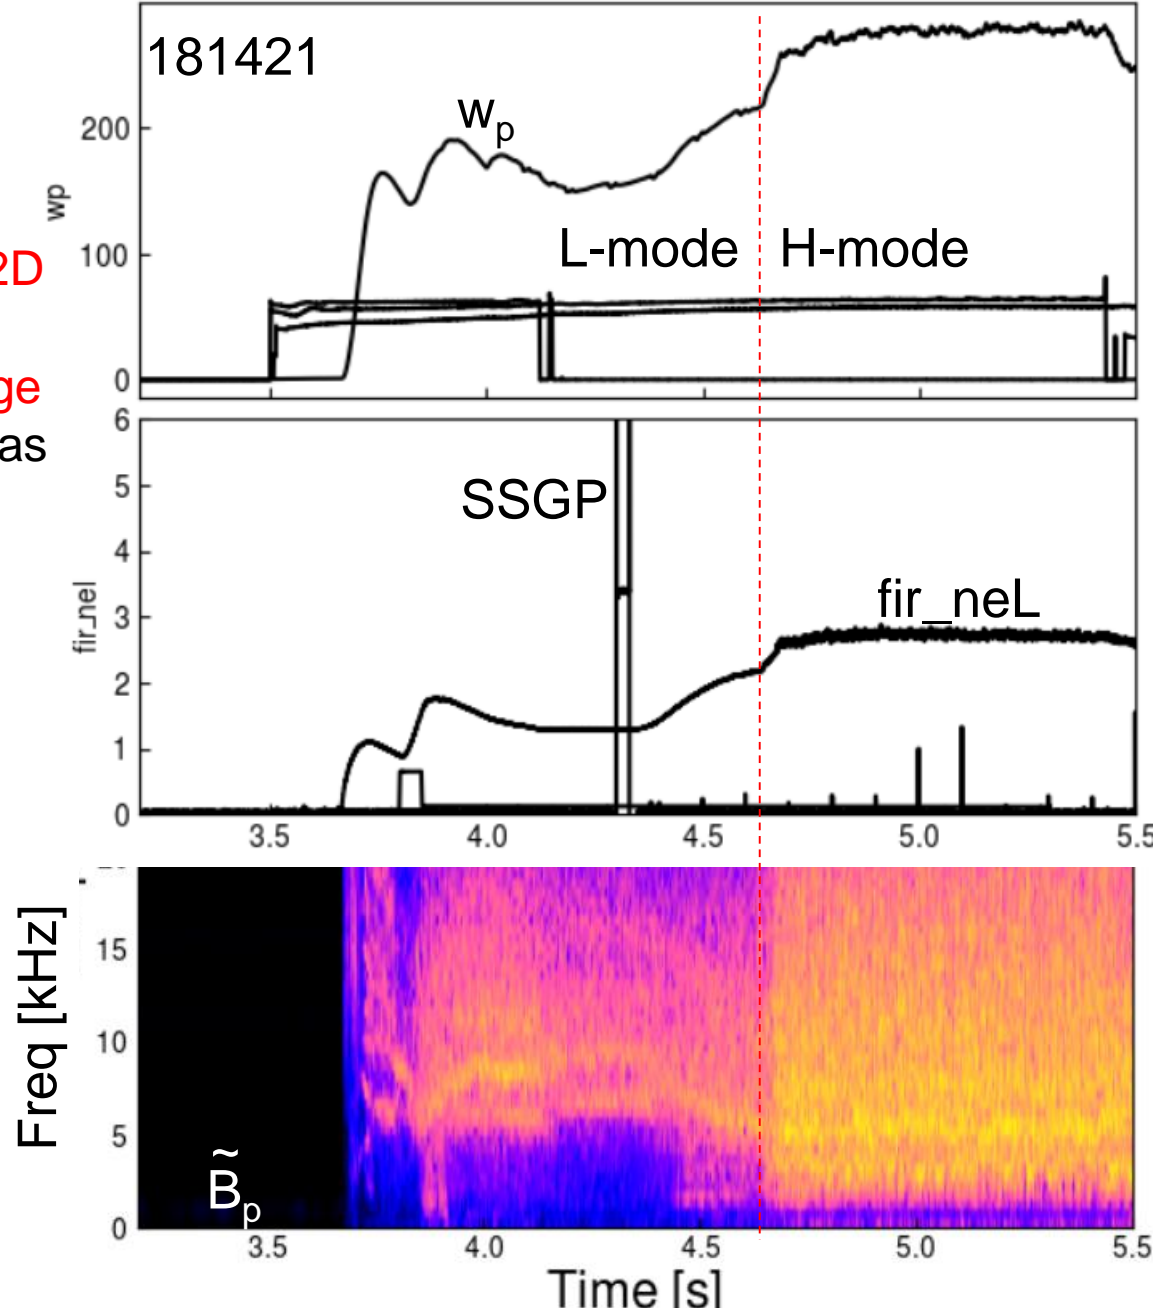 181421
w_p
200
wp
2D
L-mode H-mode
100
ge
0
as
6
SSGP
5
4
fir_nel
fir_neL
3
2
1
0
3.5 4.0 4.5 5.0 5.5
Freq [kHz]
15
10
5
B̃_p
0
3.5 4.0 4.5 5.0 5.5
Time [s]